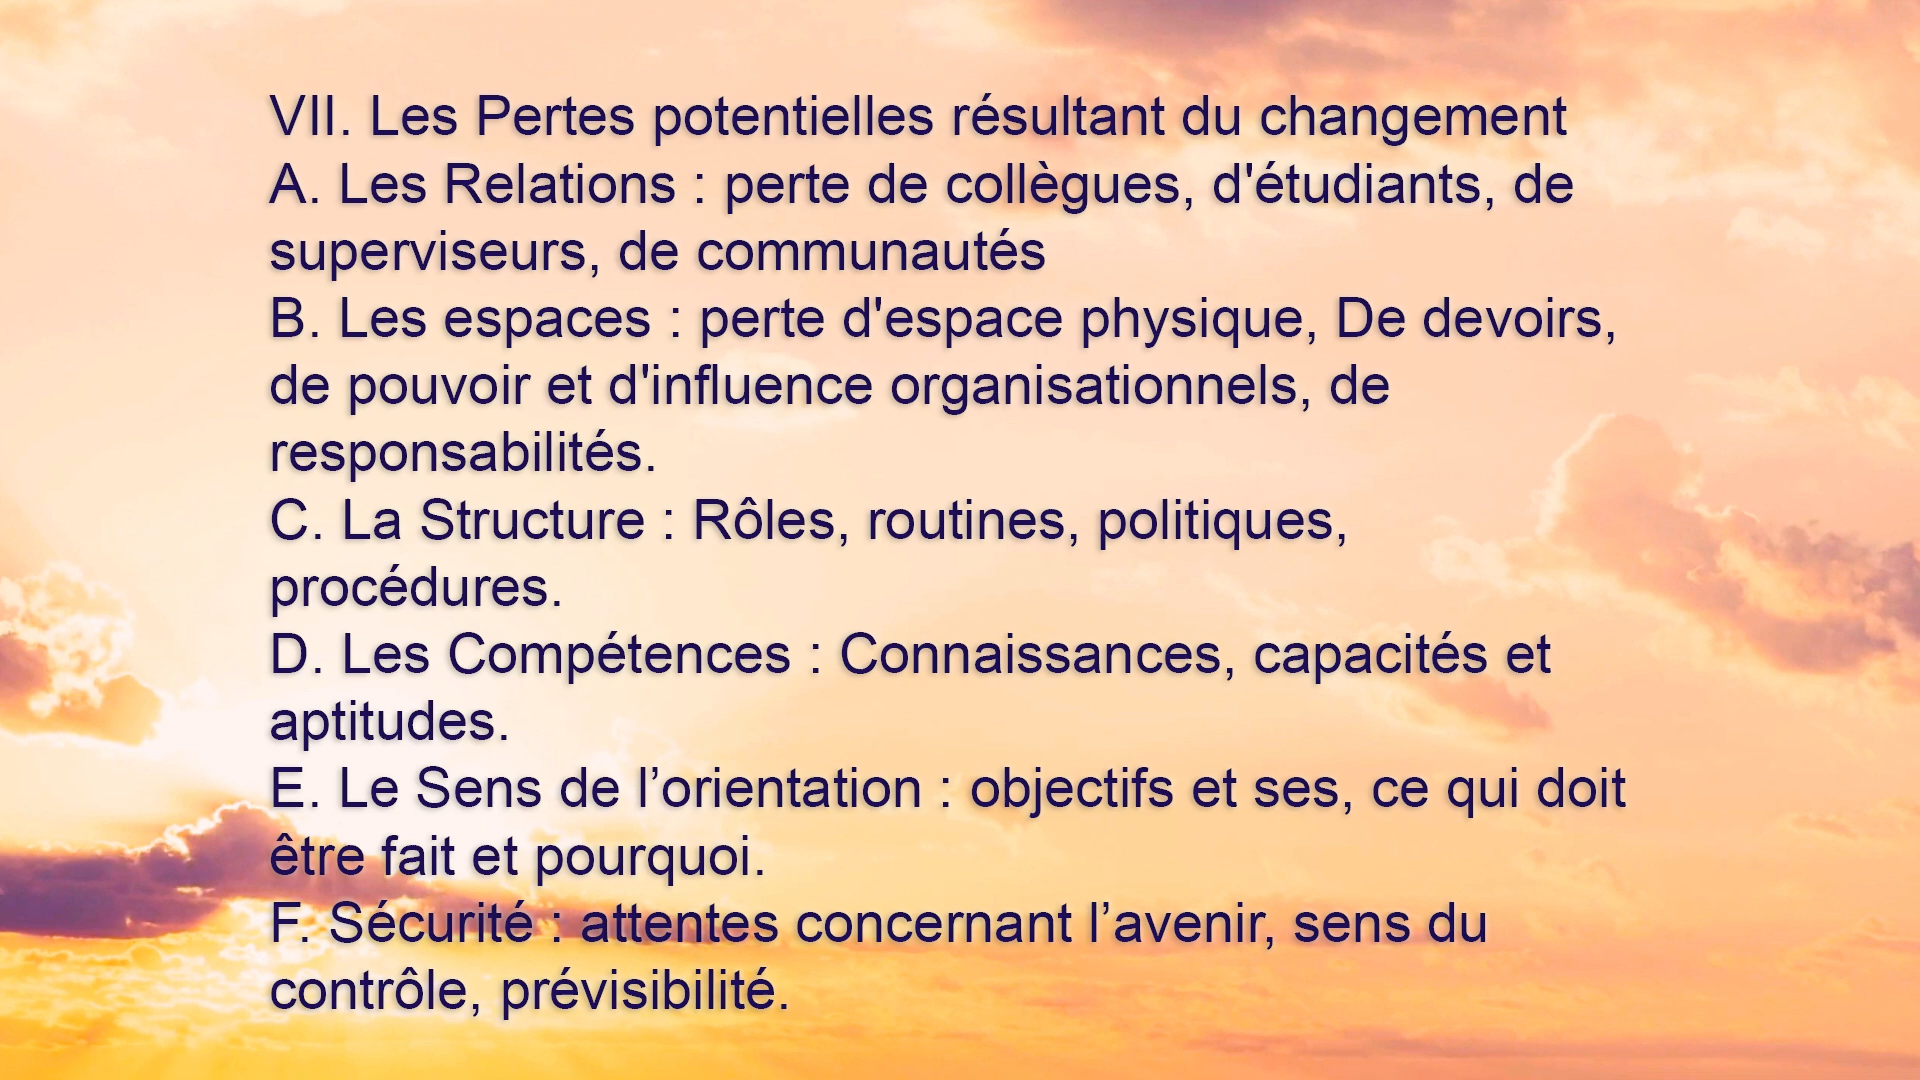 VII. Les Pertes potentielles résultant du changement
A. Les Relations : perte de collègues, d'étudiants, de
superviseurs, de communautés
B. Les espaces : perte d'espace physique, De devoirs,
de pouvoir et d'influence organisationnels, de
responsabilités.
C. La Structure : Rôles, routines, politiques,
procédures.
D. Les Compétences : Connaissances, capacités et
aptitudes.
E. Le Sens de l’orientation : objectifs et ses, ce qui doit
être fait et pourquoi.
F. Sécurité : attentes concernant l’avenir, sens du
contrôle, prévisibilité.